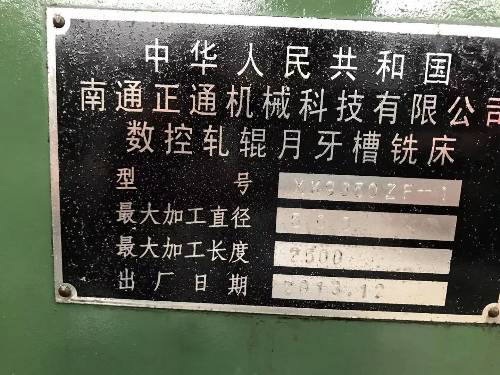 中华人民共和国
南通正通机械科技有限公司
数控轧辊月牙槽铣床
型 号
最大加工直径
最大加工长度 2500
出厂日期 2013.12